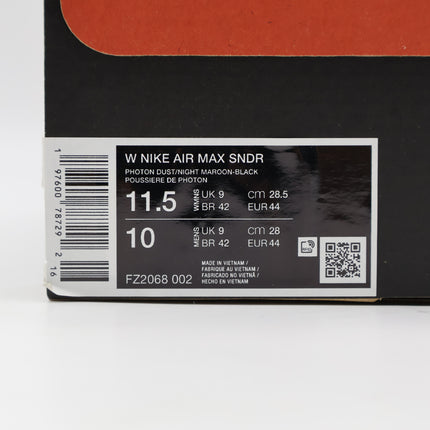 W NIKE AIR MAX SNDR
PHOTON DUST/NIGHT MAROON-BLACK
POUSSIERE DE PHOTON
11.5 WMNS UK 9 cm 28.5
BR 42 EUR 44
10 MENS UK 9 cm 28
BR 42 EUR 44
MADE IN VIETNAM /
FABRIQUÉ AU VIETNAM /
FABRICADO NO VIETNÃ /
HECHO EN VIETNAM
FZ2068 002
1 97600 78729 2 16